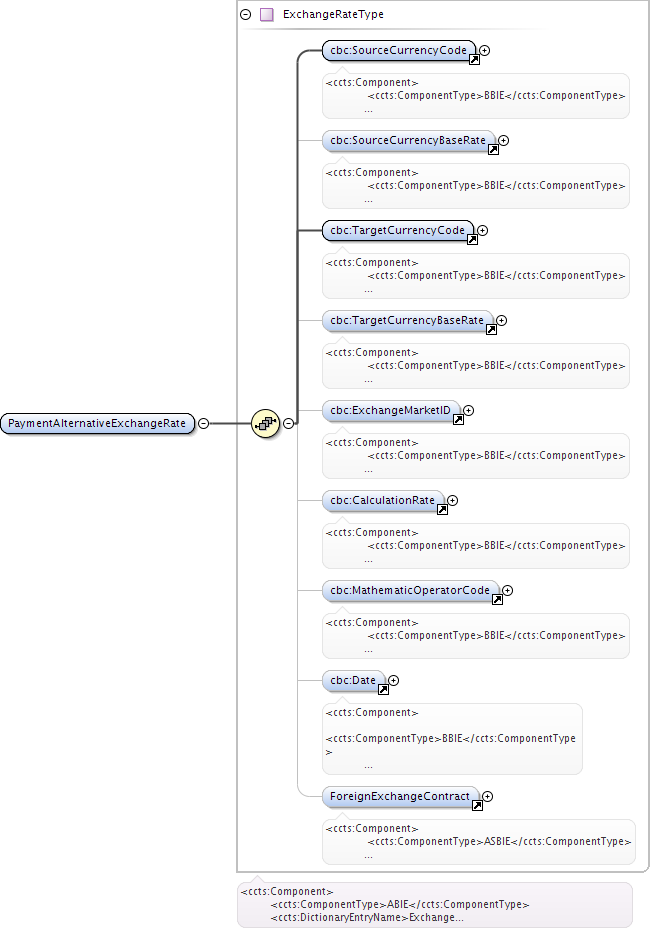 ExchangeRateType
cbc:SourceCurrencyCode
<ccts:Component>
<ccts:ComponentType>BBIE</ccts:ComponentType>
...
cbc:SourceCurrencyBaseRate
<ccts:Component>
<ccts:ComponentType>BBIE</ccts:ComponentType>
...
cbc:TargetCurrencyCode
<ccts:Component>
<ccts:ComponentType>BBIE</ccts:ComponentType>
...
cbc:TargetCurrencyBaseRate
<ccts:Component>
<ccts:ComponentType>BBIE</ccts:ComponentType>
...
PaymentAlternativeExchangeRate
cbc:ExchangeMarketID
<ccts:Component>
<ccts:ComponentType>BBIE</ccts:ComponentType>
...
cbc:CalculationRate
<ccts:Component>
<ccts:ComponentType>BBIE</ccts:ComponentType>
...
cbc:MathematicOperatorCode
<ccts:Component>
<ccts:ComponentType>BBIE</ccts:ComponentType>
...
cbc:Date
<ccts:Component>
<ccts:ComponentType>BBIE</ccts:ComponentType
>
...
ForeignExchangeContract
<ccts:Component>
<ccts:ComponentType>ASBIE</ccts:ComponentType>
...
<ccts:Component>
<ccts:ComponentType>ABIE</ccts:ComponentType>
<ccts:DictionaryEntryName>Exchange...